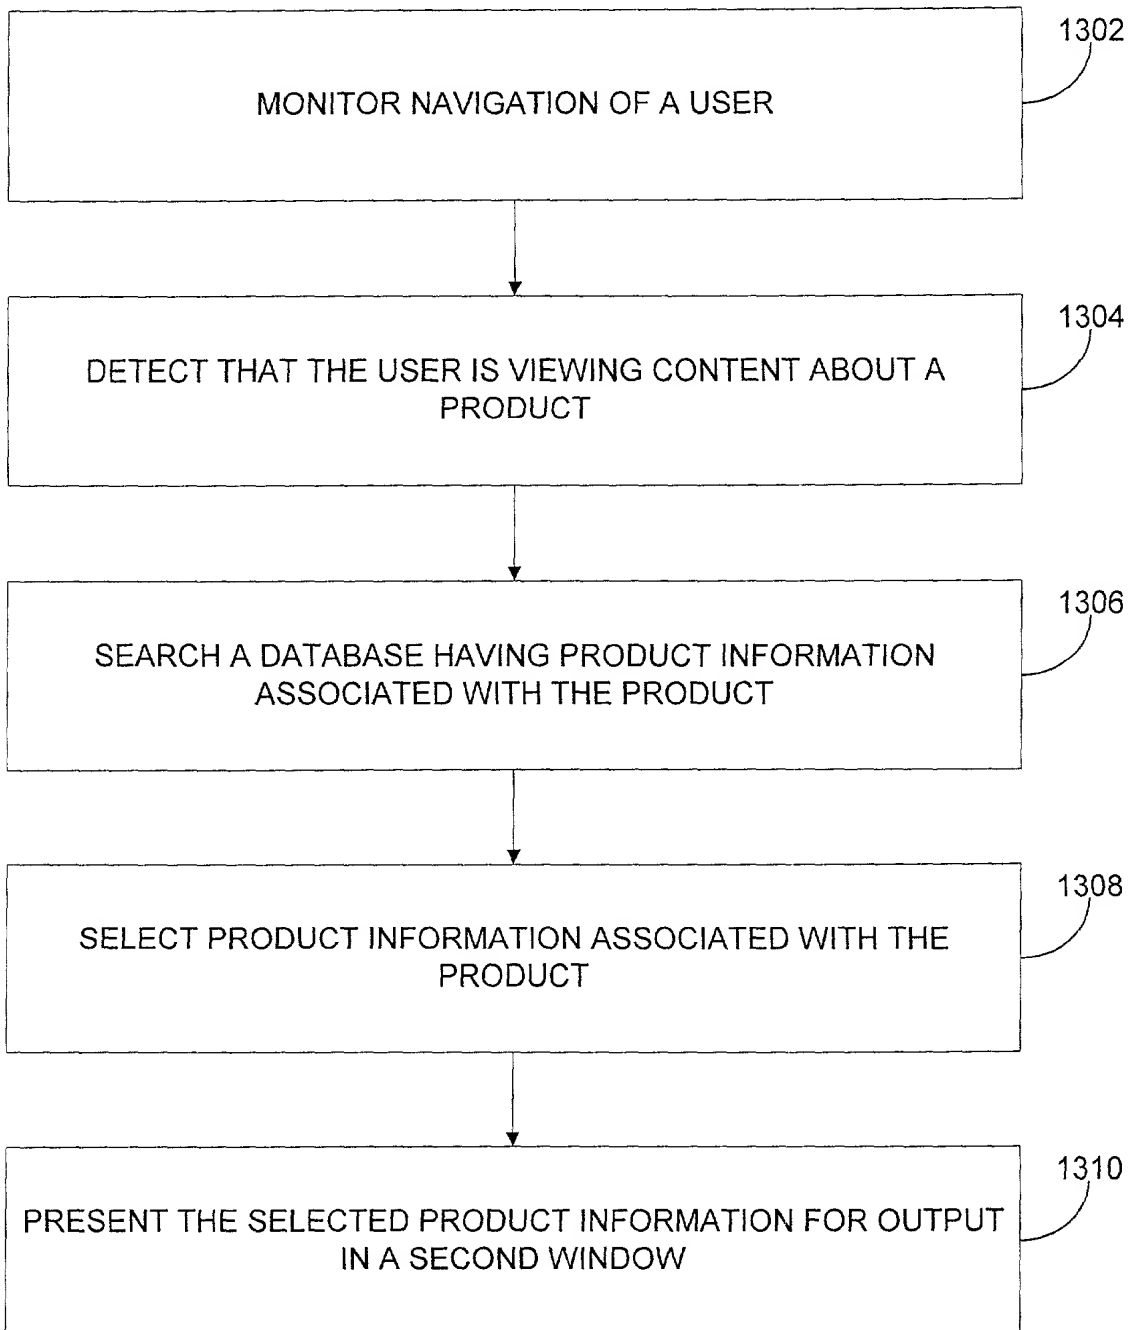 1302
MONITOR NAVIGATION OF A USER
1304
DETECT THAT THE USER IS VIEWING CONTENT ABOUT A
PRODUCT
1306
SEARCH A DATABASE HAVING PRODUCT INFORMATION
ASSOCIATED WITH THE PRODUCT
1308
SELECT PRODUCT INFORMATION ASSOCIATED WITH THE
PRODUCT
1310
PRESENT THE SELECTED PRODUCT INFORMATION FOR OUTPUT
IN A SECOND WINDOW